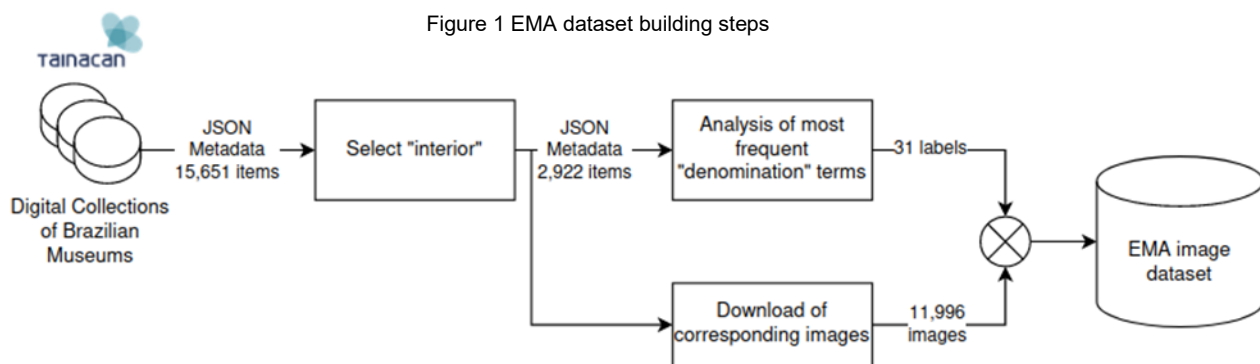 Figure 1 EMA dataset building steps
TAINACAN
Digital Collections
of Brazilian
Museums
JSON
Metadata
15,651 items
Select "interior"
JSON
Metadata
2,922 items
Analysis of most
frequent
"denomination" terms
31 labels
Download of
corresponding images
11,996
images
EMA image
dataset